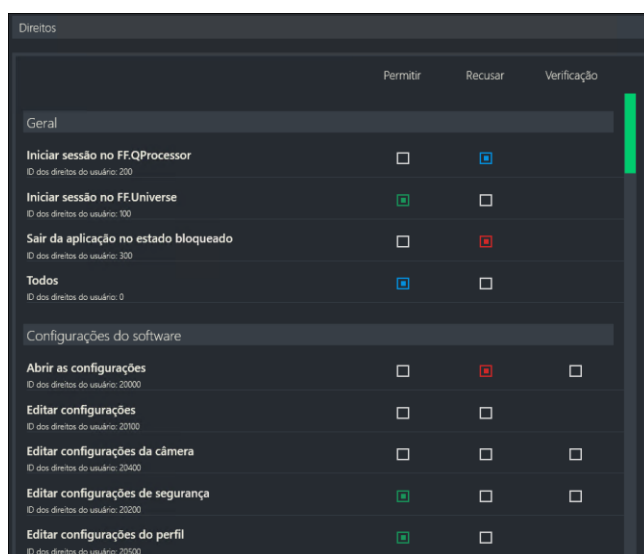 Direitos
Permitir Recusar Verificação
Geral
Iniciar sessão no FF.QProcessor
ID dos direitos do usuário: 200
Iniciar sessão no FF.Universe
ID dos direitos do usuário: 100
Sair da aplicação no estado bloqueado
ID dos direitos do usuário: 300
Todos
ID dos direitos do usuário: 0
Configurações do software
Abrir as configurações
ID dos direitos do usuário: 20000
Editar configurações
ID dos direitos do usuário: 20100
Editar configurações da câmera
ID dos direitos do usuário: 20400
Editar configurações de segurança
ID dos direitos do usuário: 20200
Editar configurações do perfil
ID dos direitos do usuário: 20500